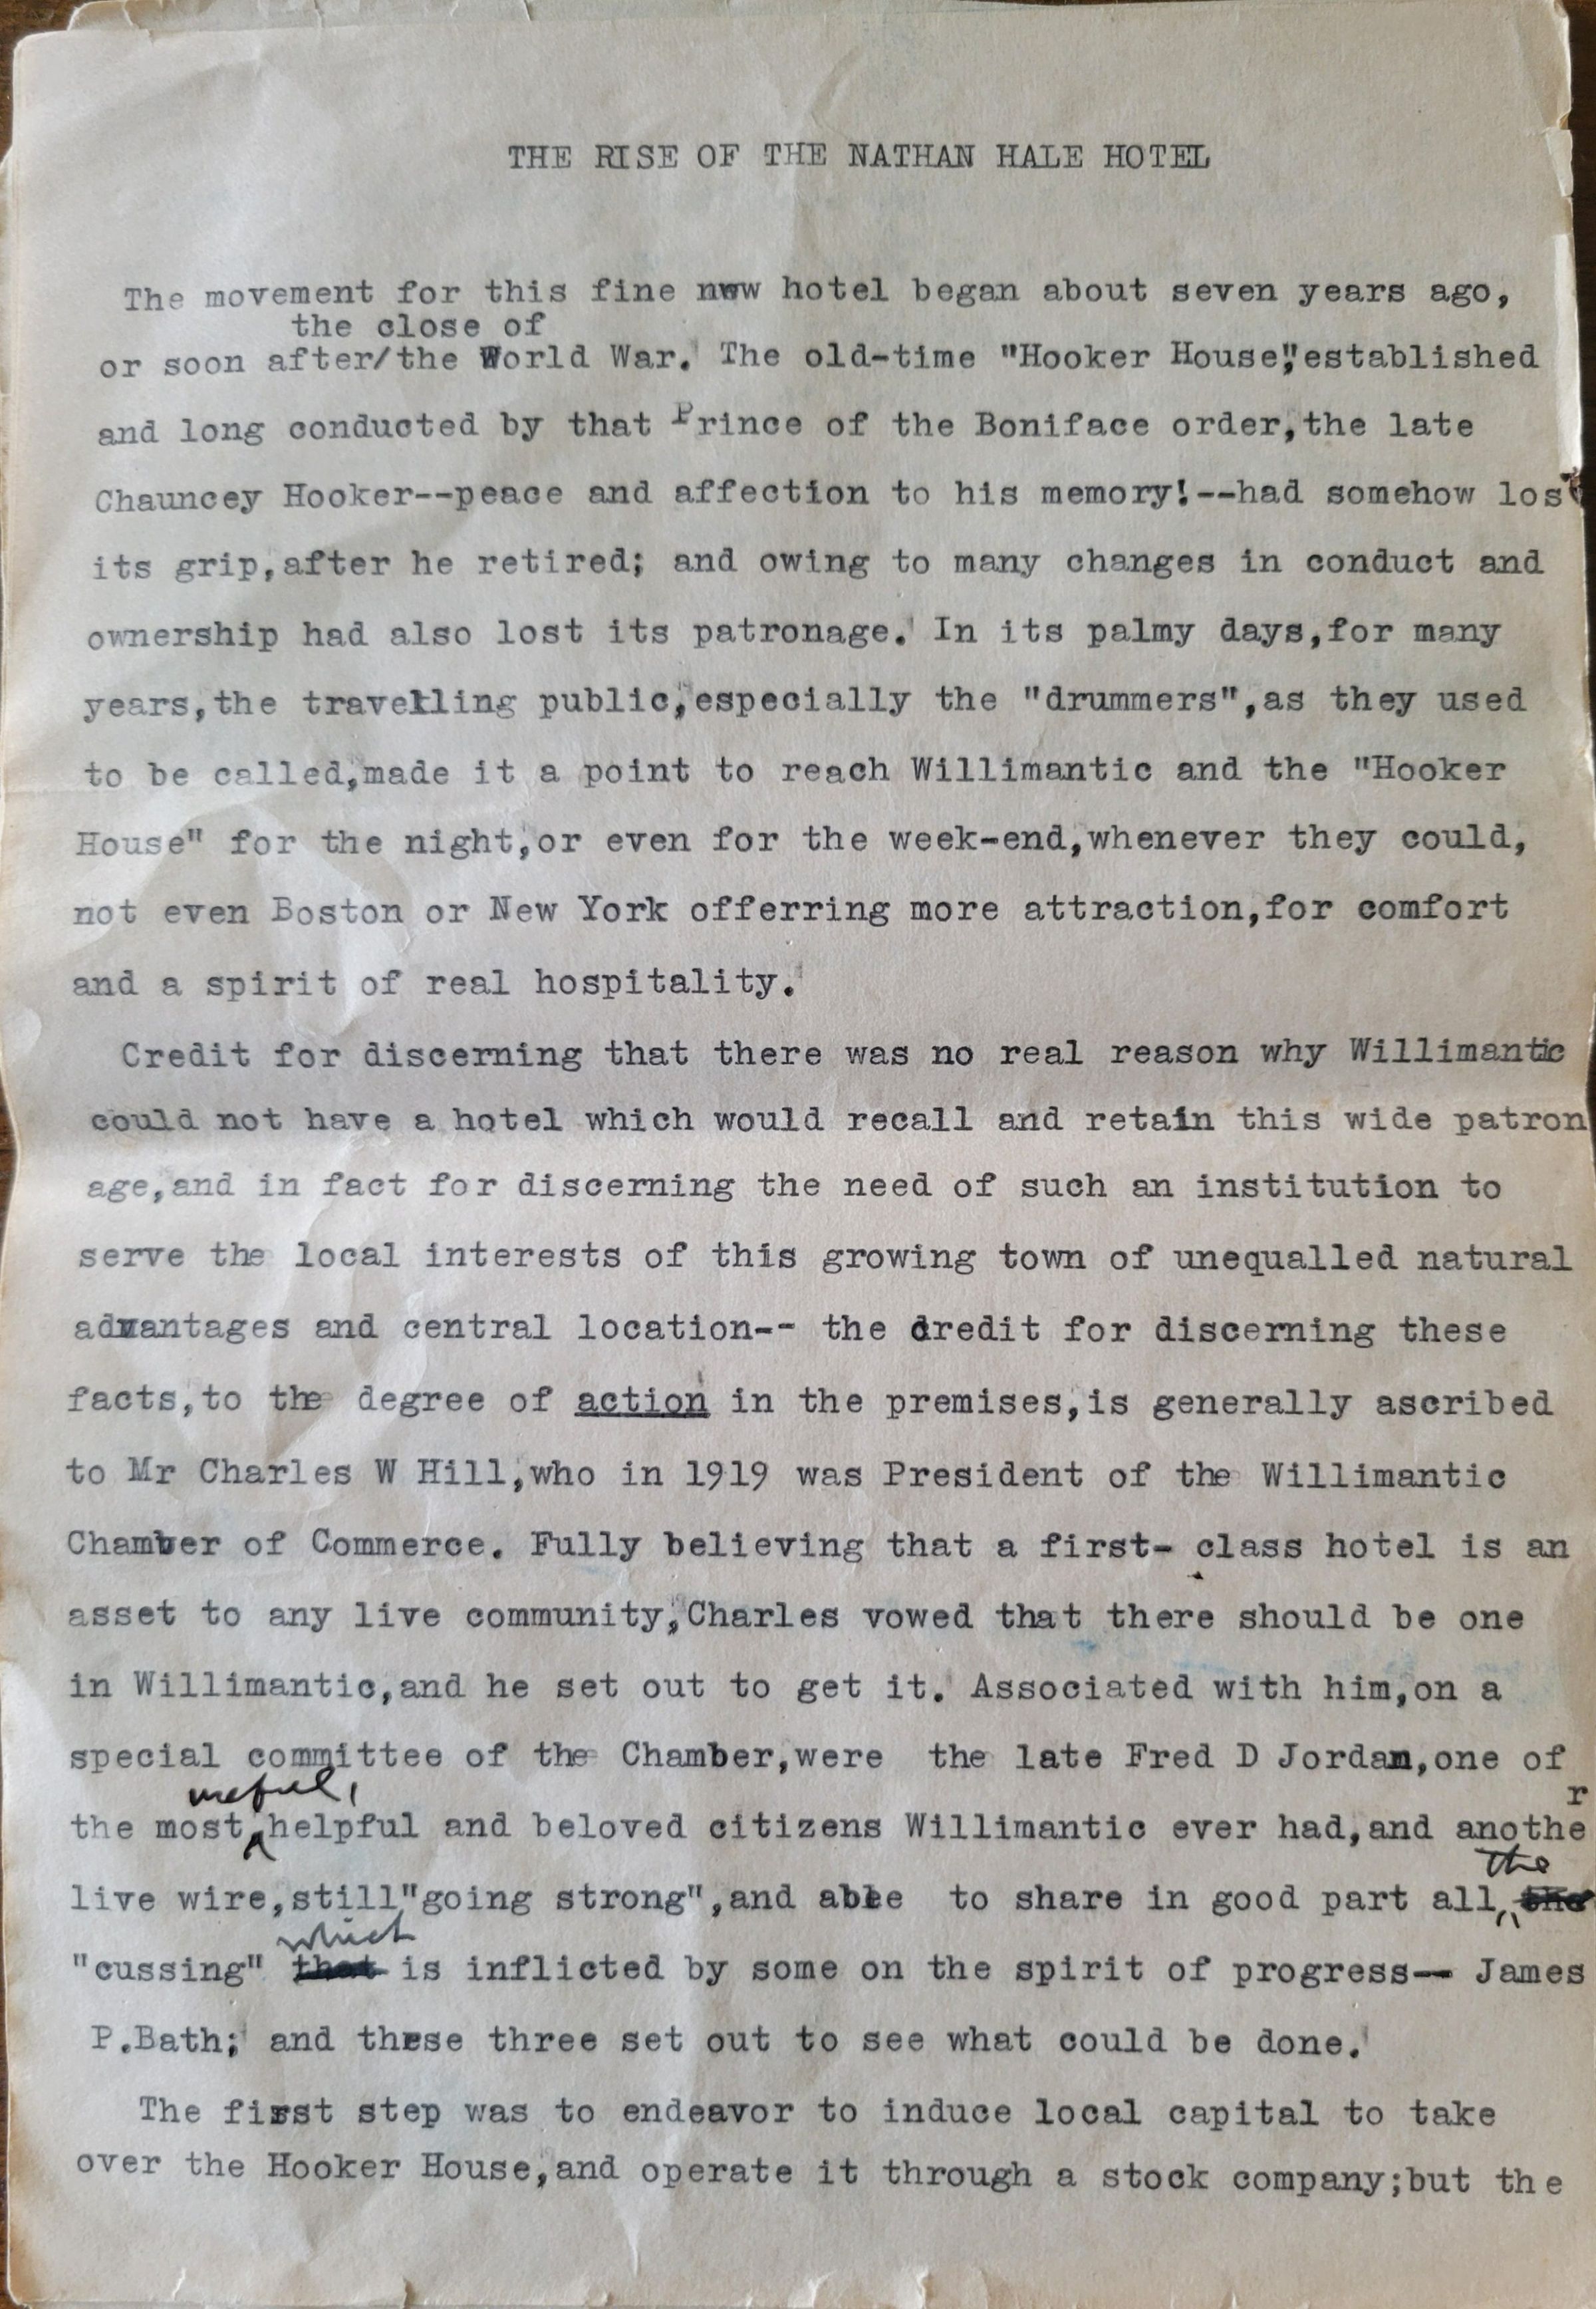 THE RISE OF THE NATHAN HALE HOTEL
The movement for this fine new hotel began about seven years ago,
the close of
or soon after/the World War. The old-time "Hooker House", established
and long conducted by that Prince of the Boniface order,the late
Chauncey Hooker--peace and affection to his memory!--had somehow lost
its grip,after he retired; and owing to many changes in conduct and
ownership had also lost its patronage. In its palmy days,for many
years,the travelling public,especially the "drummers",as they used
to be called,made it a point to reach Willimantic and the "Hooker
House" for the night,or even for the week-end,whenever they could,
not even Boston or New York offerring more attraction,for comfort
and a spirit of real hospitality.
Credit for discerning that there was no real reason why Willimantic
could not have a hotel which would recall and retain this wide patron
age,and in fact for discerning the need of such an institution to
serve the local interests of this growing town of unequalled natural
advantages and central location-- the credit for discerning these
facts,to the degree of action in the premises,is generally ascribed
to Mr Charles W Hill,who in 1919 was President of the Willimantic
Chamber of Commerce. Fully believing that a first- class hotel is an
asset to any live community,Charles vowed that there should be one
in Willimantic,and he set out to get it. Associated with him,on a
special committee of the Chamber,were the late Fred D Jordan,one of
useful,
the most helpful and beloved citizens Willimantic ever had,and another
the
live wire,still"going strong",and able to share in good part all, the
which
"cussing" that is inflicted by some on the spirit of progress-- James
P.Bath; and these three set out to see what could be done.
The first step was to endeavor to induce local capital to take
over the Hooker House,and operate it through a stock company;but the